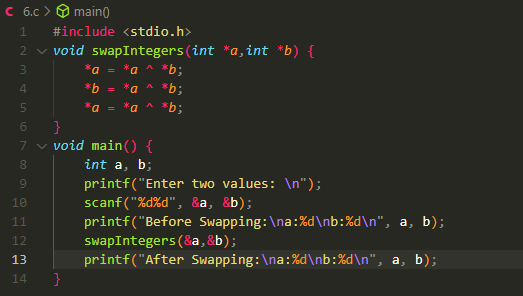 C 6.c > main()
1 #include <stdio.h>
2 void swapIntegers(int *a,int *b) {
3     *a = *a ^ *b;
4     *b = *a ^ *b;
5     *a = *a ^ *b;
6 }
7 void main() {
8     int a, b;
9     printf("Enter two values: \n");
10     scanf("%d%d", &a, &b);
11     printf("Before Swapping:\na:%d\nb:%d\n", a, b);
12     swapIntegers(&a,&b);
13     printf("After Swapping:\na:%d\nb:%d\n", a, b);
14 }